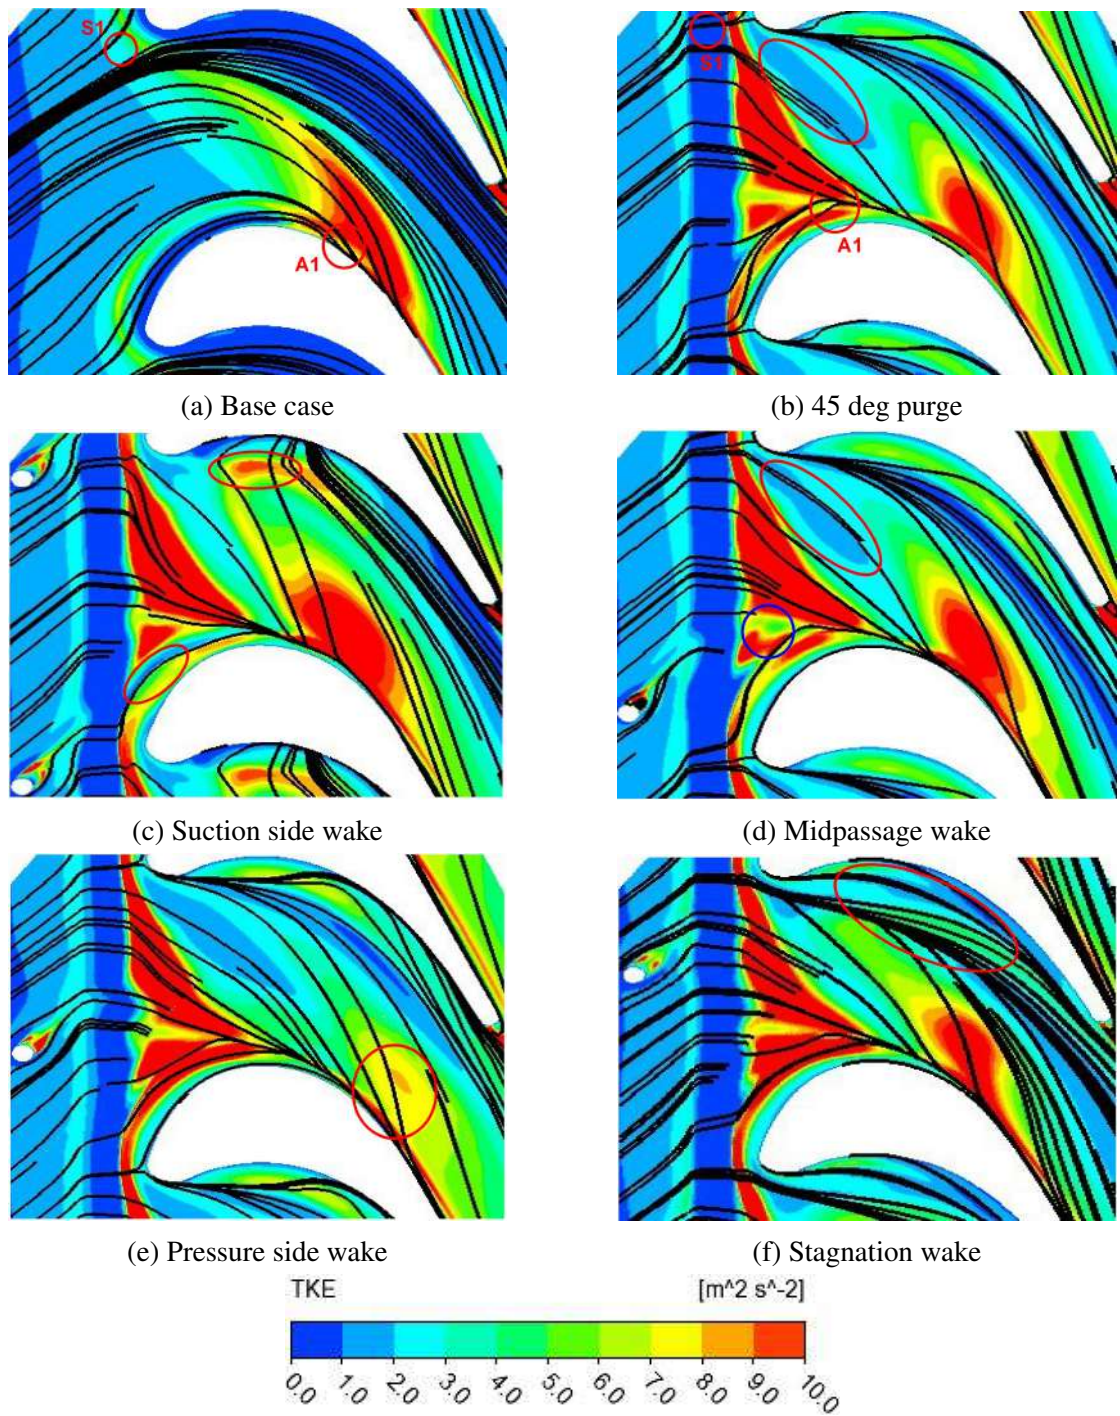 S1
A1
S1
A1
(a) Base case
(b) 45 deg purge
(c) Suction side wake
(d) Midpassage wake
(e) Pressure side wake
(f) Stagnation wake
TKE [m^2 s^-2]
0.0 1.0 2.0 3.0 4.0 5.0 6.0 7.0 8.0 9.0 10.0